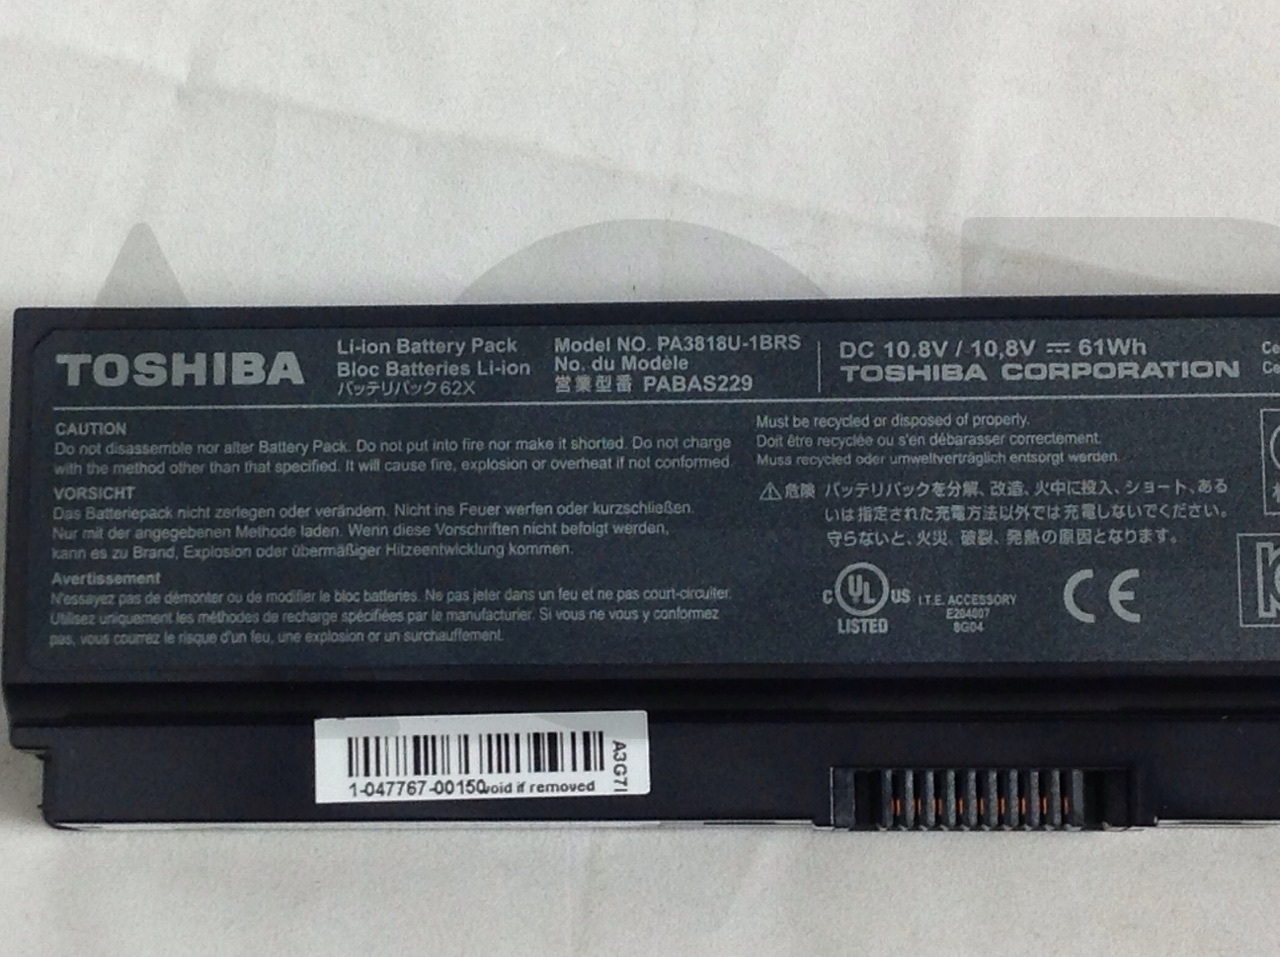 TOSHIBA
Li-ion Battery Pack
Bloc Batteries Li-ion
バッテリパック 62X
Model NO. PA3818U-1BRS
No. du Modèle
営業型番 PABAS229
DC 10.8V / 10,8V ⎓ 61Wh
TOSHIBA CORPORATION
Ce
Ce
CAUTION
Do not disassemble nor alter Battery Pack. Do not put into fire nor make it shorted. Do not charge
with the method other than that specified. It will cause fire, explosion or overheat if not conformed.
VORSICHT
Das Batteriepack nicht zerlegen oder verändern. Nicht ins Feuer werfen oder kurzschließen.
Nur mit der angegebenen Methode laden. Wenn diese Vorschriften nicht befolgt werden,
kann es zu Brand, Explosion oder übermäßiger Hitzeentwicklung kommen.
Avertissement
N'essayez pas de démonter ou de modifier le bloc batteries. Ne pas jeter dans un feu et ne pas court-circuiter.
Utilisez uniquement les méthodes de recharge spécifiées par le manufacturier. Si vous ne vous y conformez
pas, vous courrez le risque d'un feu, une explosion or un surchauffement.
Must be recycled or disposed of properly.
Doit être recyclée ou s'en débarasser correctement.
Muss recycled oder umweltverträglich entsorgt werden.
⚠危険 バッテリパックを分解、改造、火中に投入、ショート、ある
いは指定された充電方法以外では充電しないでください。
守らないと、火災、破裂、発熱の原因となります。
C UL US
LISTED
I.T.E. ACCESSORY
E204007
8G04
CE
1-047767-00150
void if removed
A3G7I